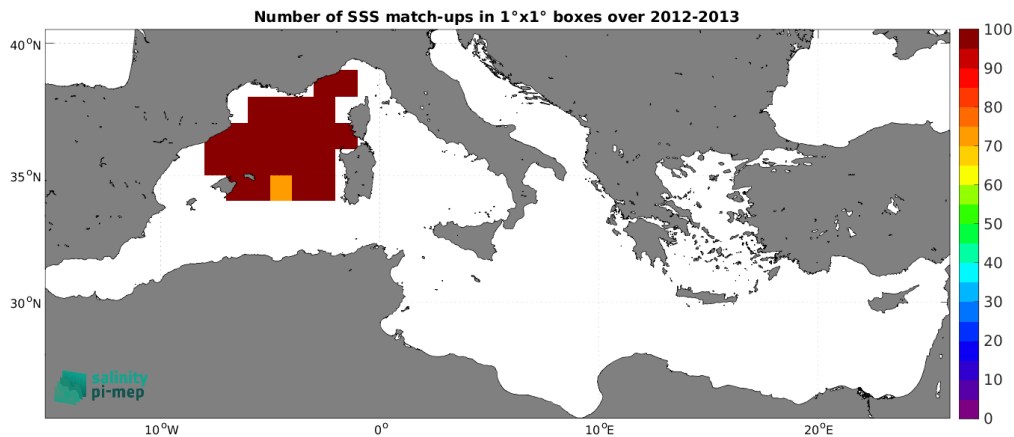 Number of SSS match-ups in 1°x1° boxes over 2012-2013
40°N
35°N
30°N
10°W
0°
10°E
20°E
100
90
80
70
60
50
40
30
20
10
0
salinity
pi-mep